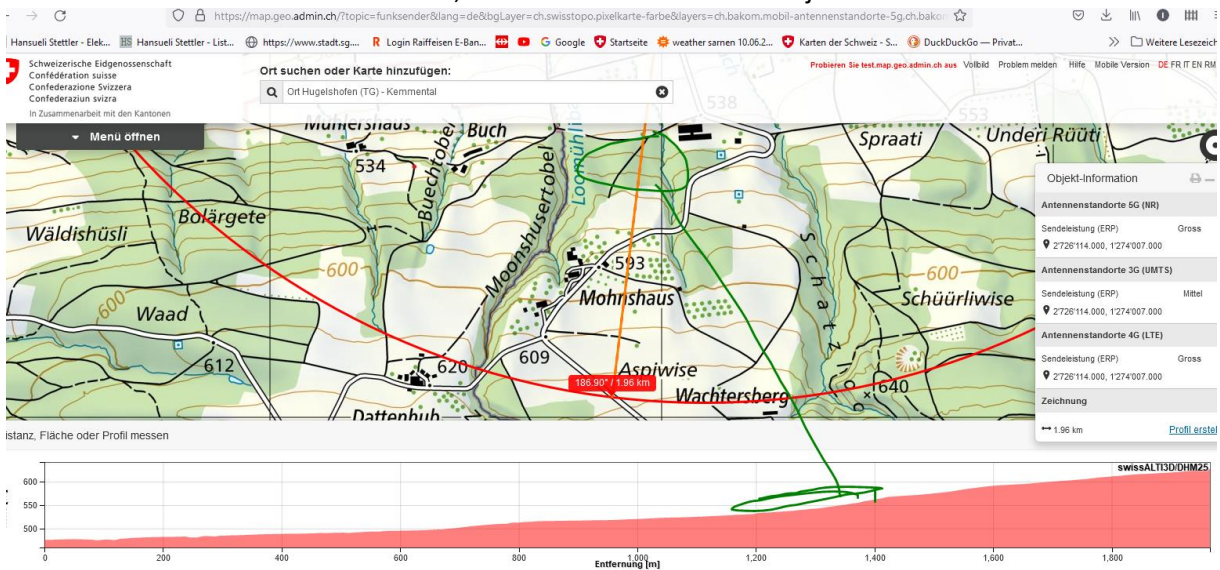 https://map.geo.admin.ch/?topic=funksender&lang=de&bgLayer=ch.swisstopo.pixelkarte-farbe&layers=ch.bakom.mobil-antennenstandorte-5g,ch.bakon
Hansueli Stettler - Elek...
Hansueli Stettler - List...
https://www.stadt.sg....
Login Raiffeisen E-Ban...
Google
Startseite
weather sarnen 10.06.2...
Karten der Schweiz - S...
DuckDuckGo — Privat...
Weitere Lesezeich
Schweizerische Eidgenossenschaft
Confédération suisse
Confederazione Svizzera
Confederaziun svizra
In Zusammenarbeit mit den Kantonen
Ort suchen oder Karte hinzufügen:
Ort Hugelshofen (TG) - Kemmental
Probieren Sie test.map.geo.admin.ch aus Vollbild Problem melden Hilfe Mobile Version DE FR IT EN RM
Menü öffnen
538
553
Buch
534
Spraati
Underi Rüüti
Buechtobel
Loomühli
Bolärgete
Wäldishüsli
Moonshusertobel
600
593
Mohrishaus
Schatz
600
Schüürliwise
600
Waad
612
609
620
Aspiwise
186.90° / 1.96 km
640
Wachtersberg
Dattenhub
Objekt-Information
Antennenstandorte 5G (NR)
Sendeleistung (ERP) Gross
2'726'114.000, 1'274'007.000
Antennenstandorte 3G (UMTS)
Sendeleistung (ERP) Mittel
2'726'114.000, 1'274'007.000
Antennenstandorte 4G (LTE)
Sendeleistung (ERP) Gross
2'726'114.000, 1'274'007.000
Zeichnung
1.96 km Profil erstel
istanz, Fläche oder Profil messen
swissALTI3D/DHM25
600
550
500
0 200 400 600 800 1,000 1,200 1,400 1,600 1,800
Entfernung [m]